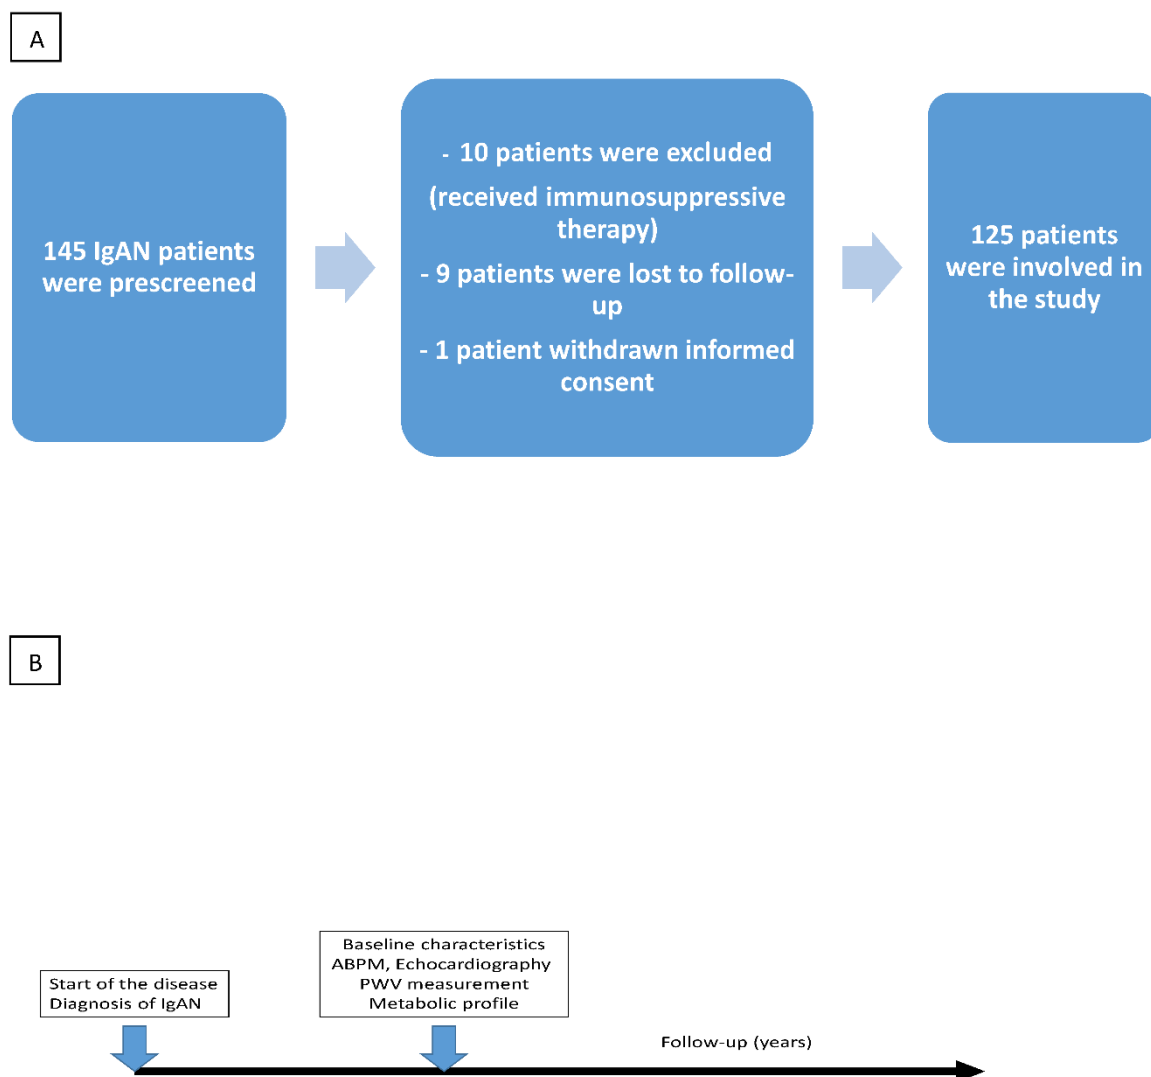 A
145 IgAN patients
were prescreened
- 10 patients were excluded
(received immunosuppressive
therapy)
- 9 patients were lost to follow-
up
- 1 patient withdrawn informed
consent
125 patients
were involved in
the study
B
Start of the disease
Diagnosis of IgAN
Baseline characteristics
ABPM, Echocardiography
PWV measurement
Metabolic profile
Follow-up (years)